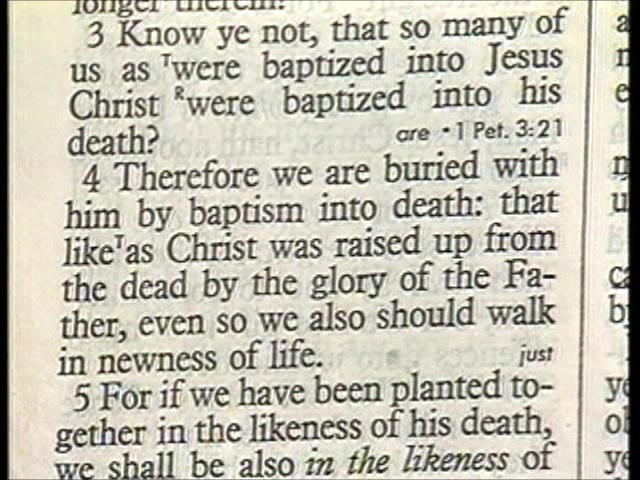 longer therein?
3 Know ye not, that so many of
us as ᵀwere baptized into Jesus
Christ ᴿwere baptized into his
death? are · 1 Pet. 3:21
4 Therefore we are buried with
him by baptism into death: that
likeᵀas Christ was raised up from
the dead by the glory of the Fa-
ther, even so we also should walk
in newness of life. just
5 For if we have been planted to-
gether in the likeness of his death,
we shall be also in the likeness of